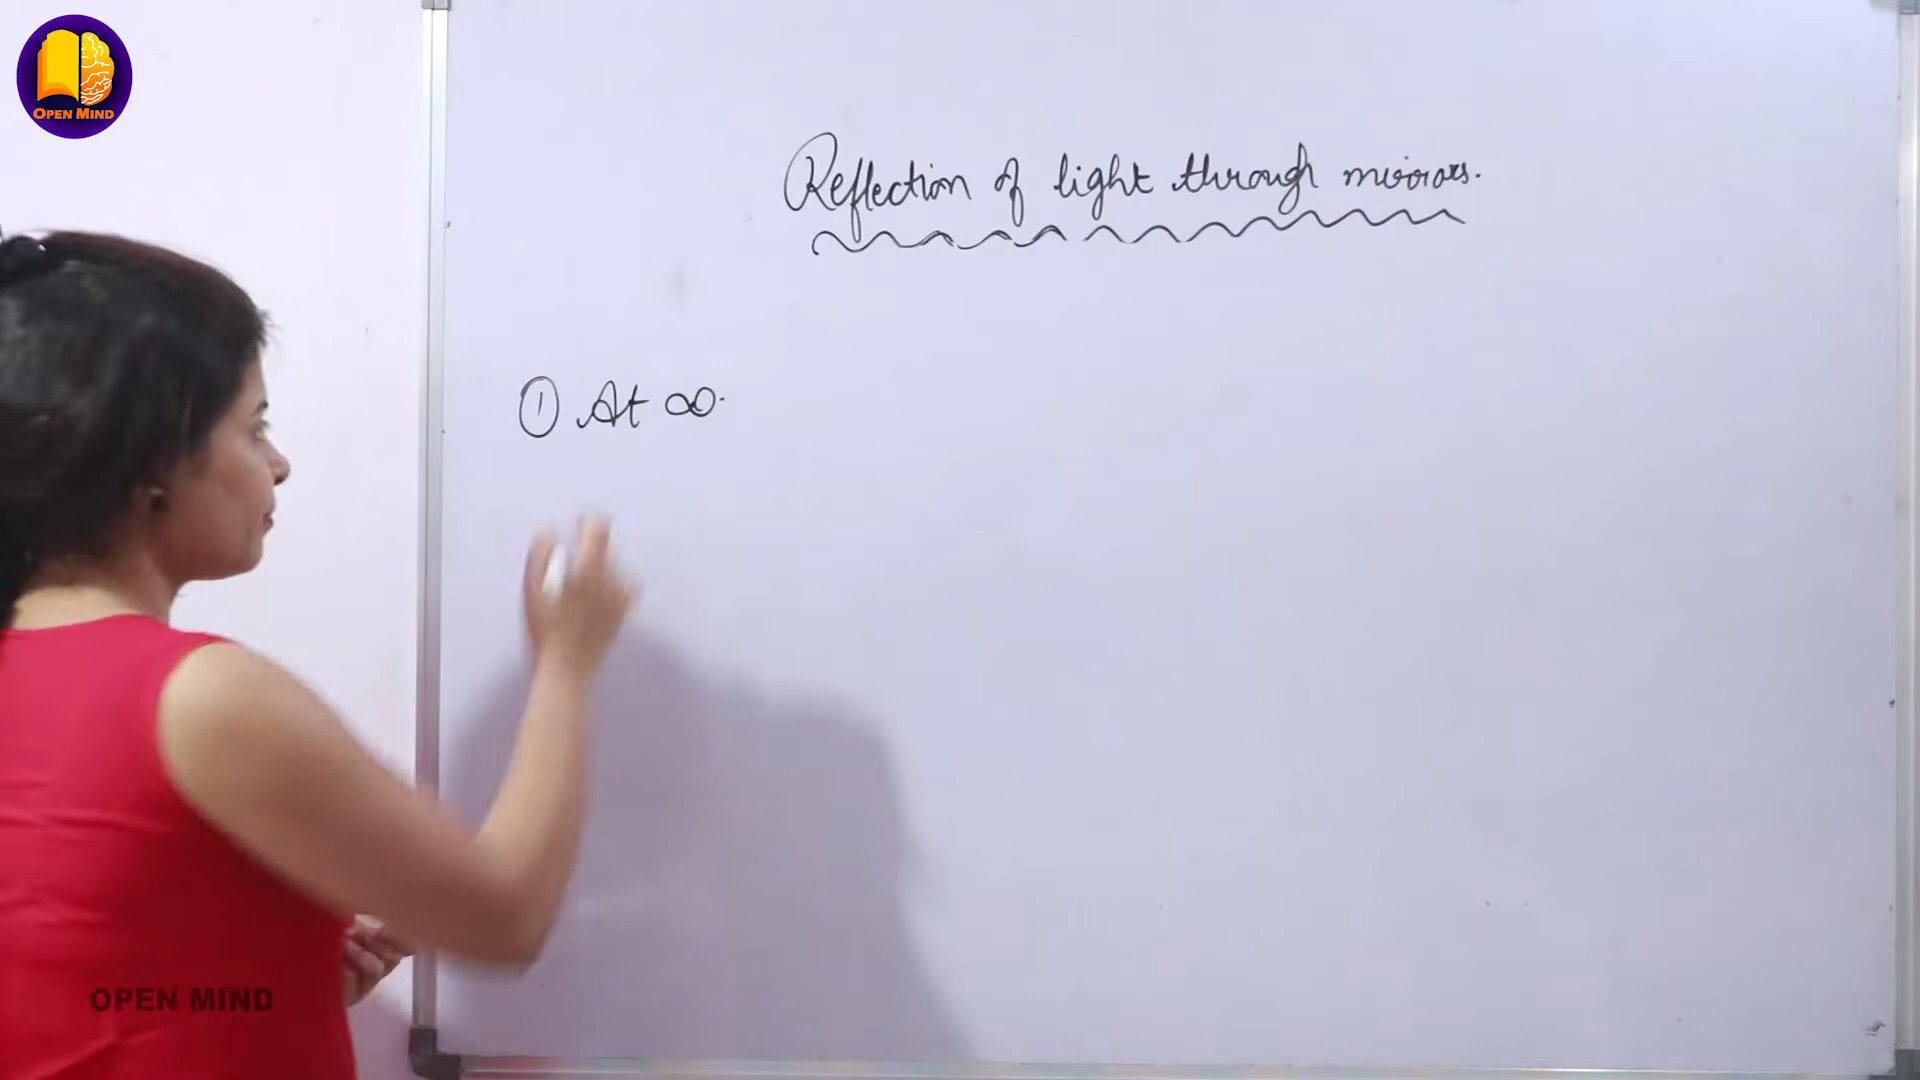 OPEN MIND
Reflection of light through mirrors.
① At ∞.
OPEN MIND